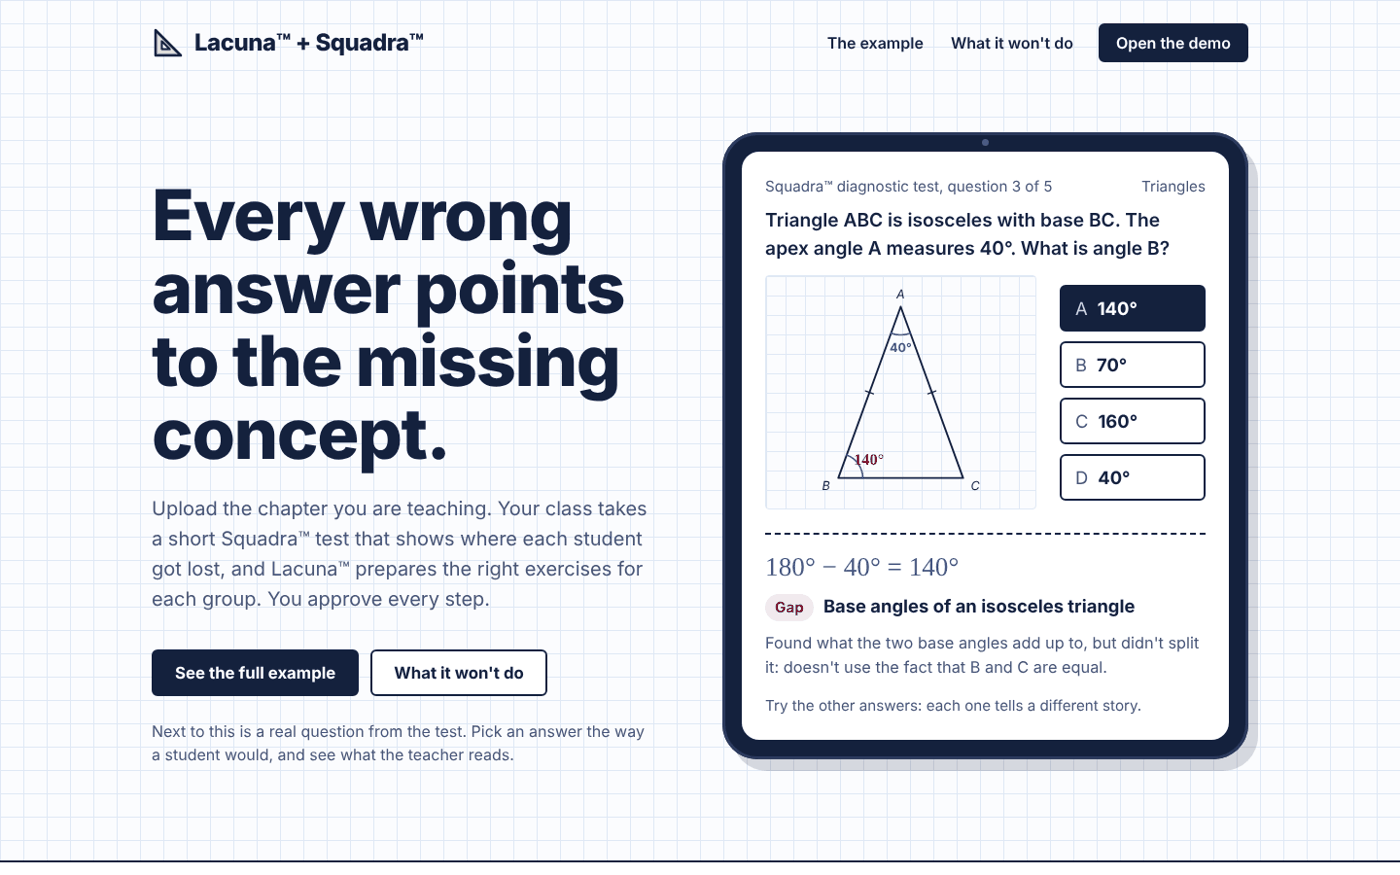 Lacuna™ + Squadra™
The example
What it won't do
Open the demo
Every wrong
answer points
to the missing
concept.
Upload the chapter you are teaching. Your class takes
a short Squadra™ test that shows where each student
got lost, and Lacuna™ prepares the right exercises for
each group. You approve every step.
See the full example
What it won't do
Next to this is a real question from the test. Pick an answer the way
a student would, and see what the teacher reads.
Squadra™ diagnostic test, question 3 of 5
Triangles
Triangle ABC is isosceles with base BC. The
apex angle A measures 40°. What is angle B?
A
40°
140°
B
C
A 140°
B 70°
C 160°
D 40°
180° − 40° = 140°
Gap
Base angles of an isosceles triangle
Found what the two base angles add up to, but didn't split
it: doesn't use the fact that B and C are equal.
Try the other answers: each one tells a different story.